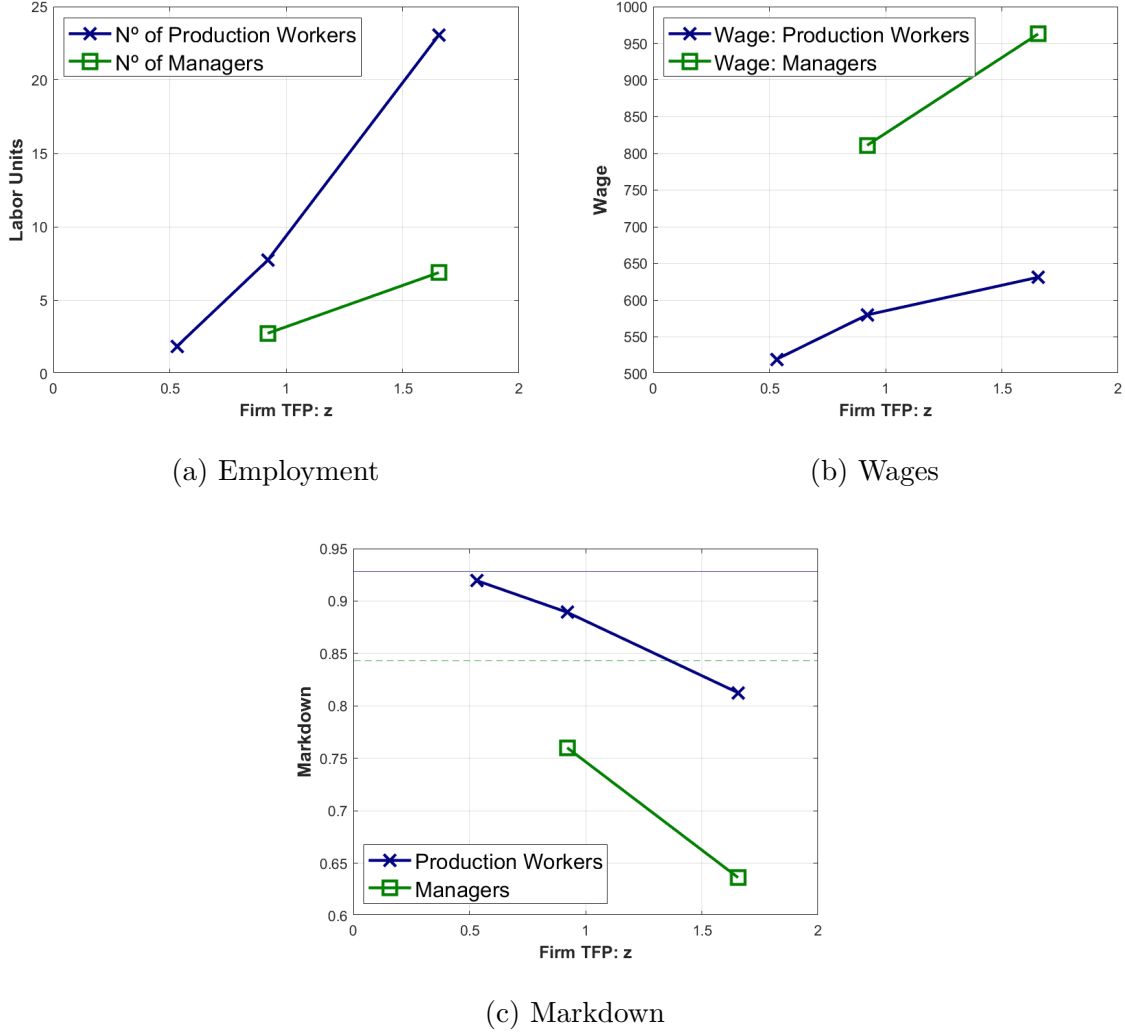 Nº of Production Workers
Nº of Managers
25
20
15
10
5
0
Labor Units
0 0.5 1 1.5 2
Firm TFP: z
(a) Employment
Wage: Production Workers
Wage: Managers
1000
950
900
850
800
750
700
650
600
550
500
Wage
0 0.5 1 1.5 2
Firm TFP: z
(b) Wages
0.95
0.9
0.85
0.8
0.75
0.7
0.65
0.6
Markdown
Production Workers
Managers
0 0.5 1 1.5 2
Firm TFP: z
(c) Markdown